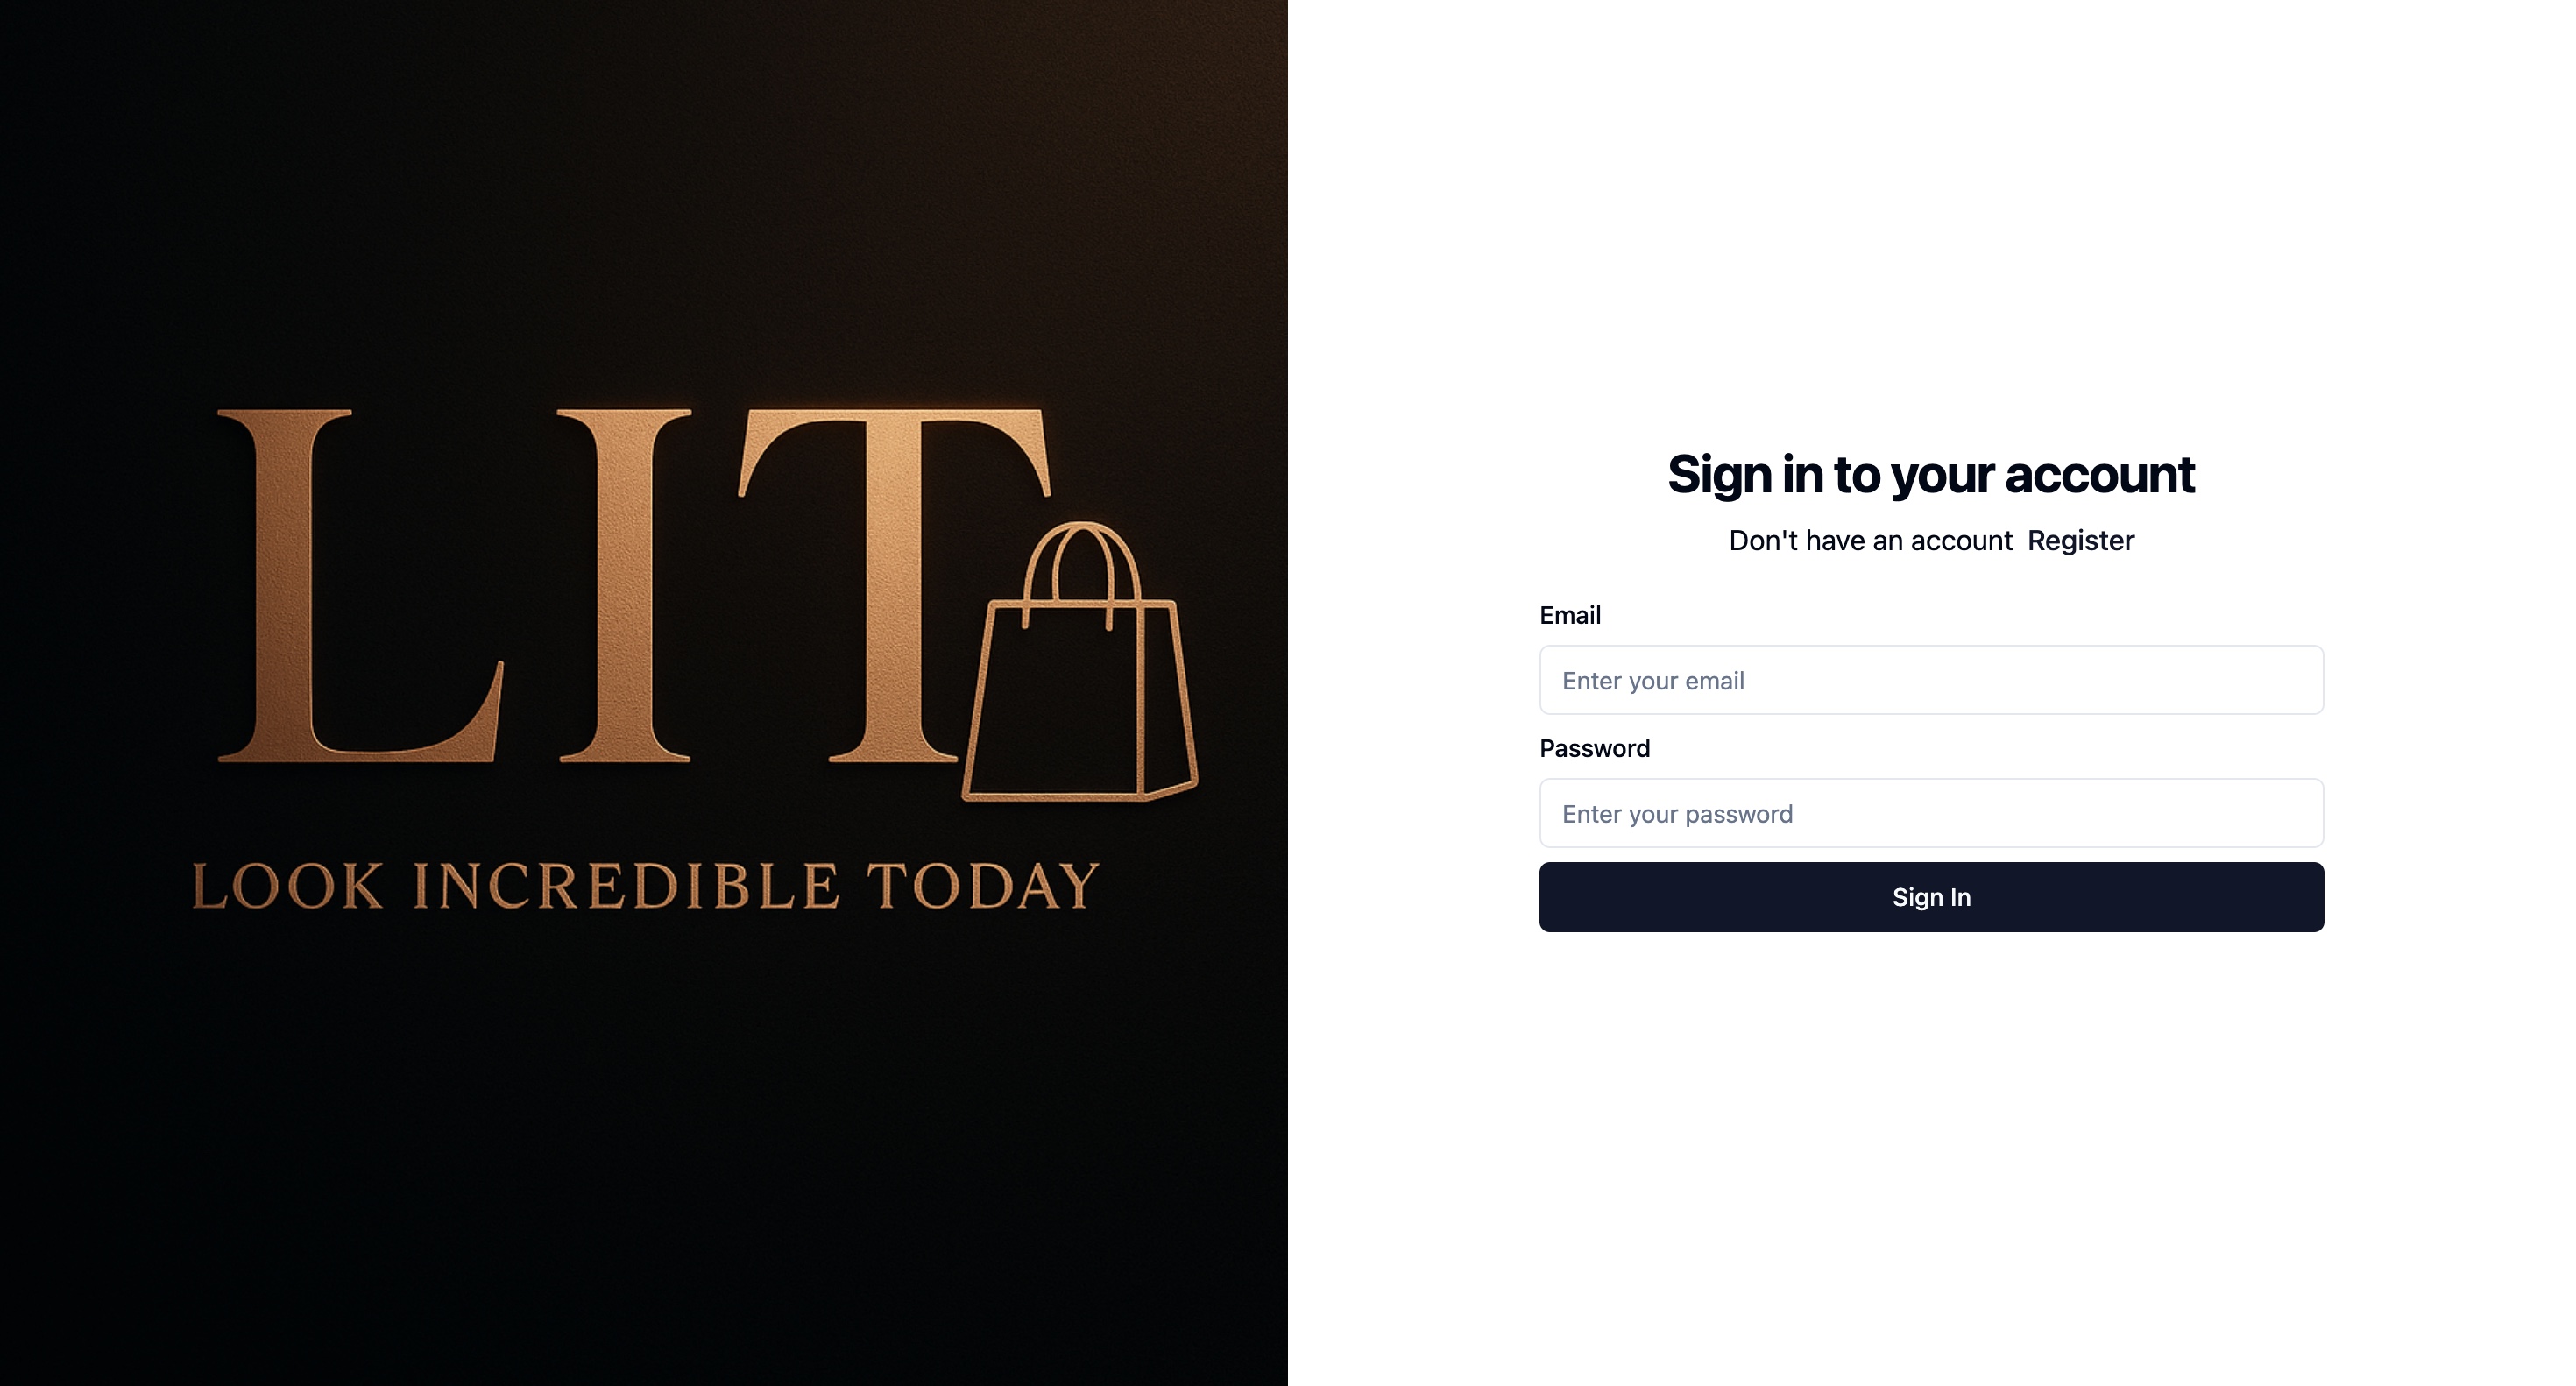 LIT
LOOK INCREDIBLE TODAY
Sign in to your account
Don't have an account Register
Email
Enter your email
Password
Enter your password
Sign In